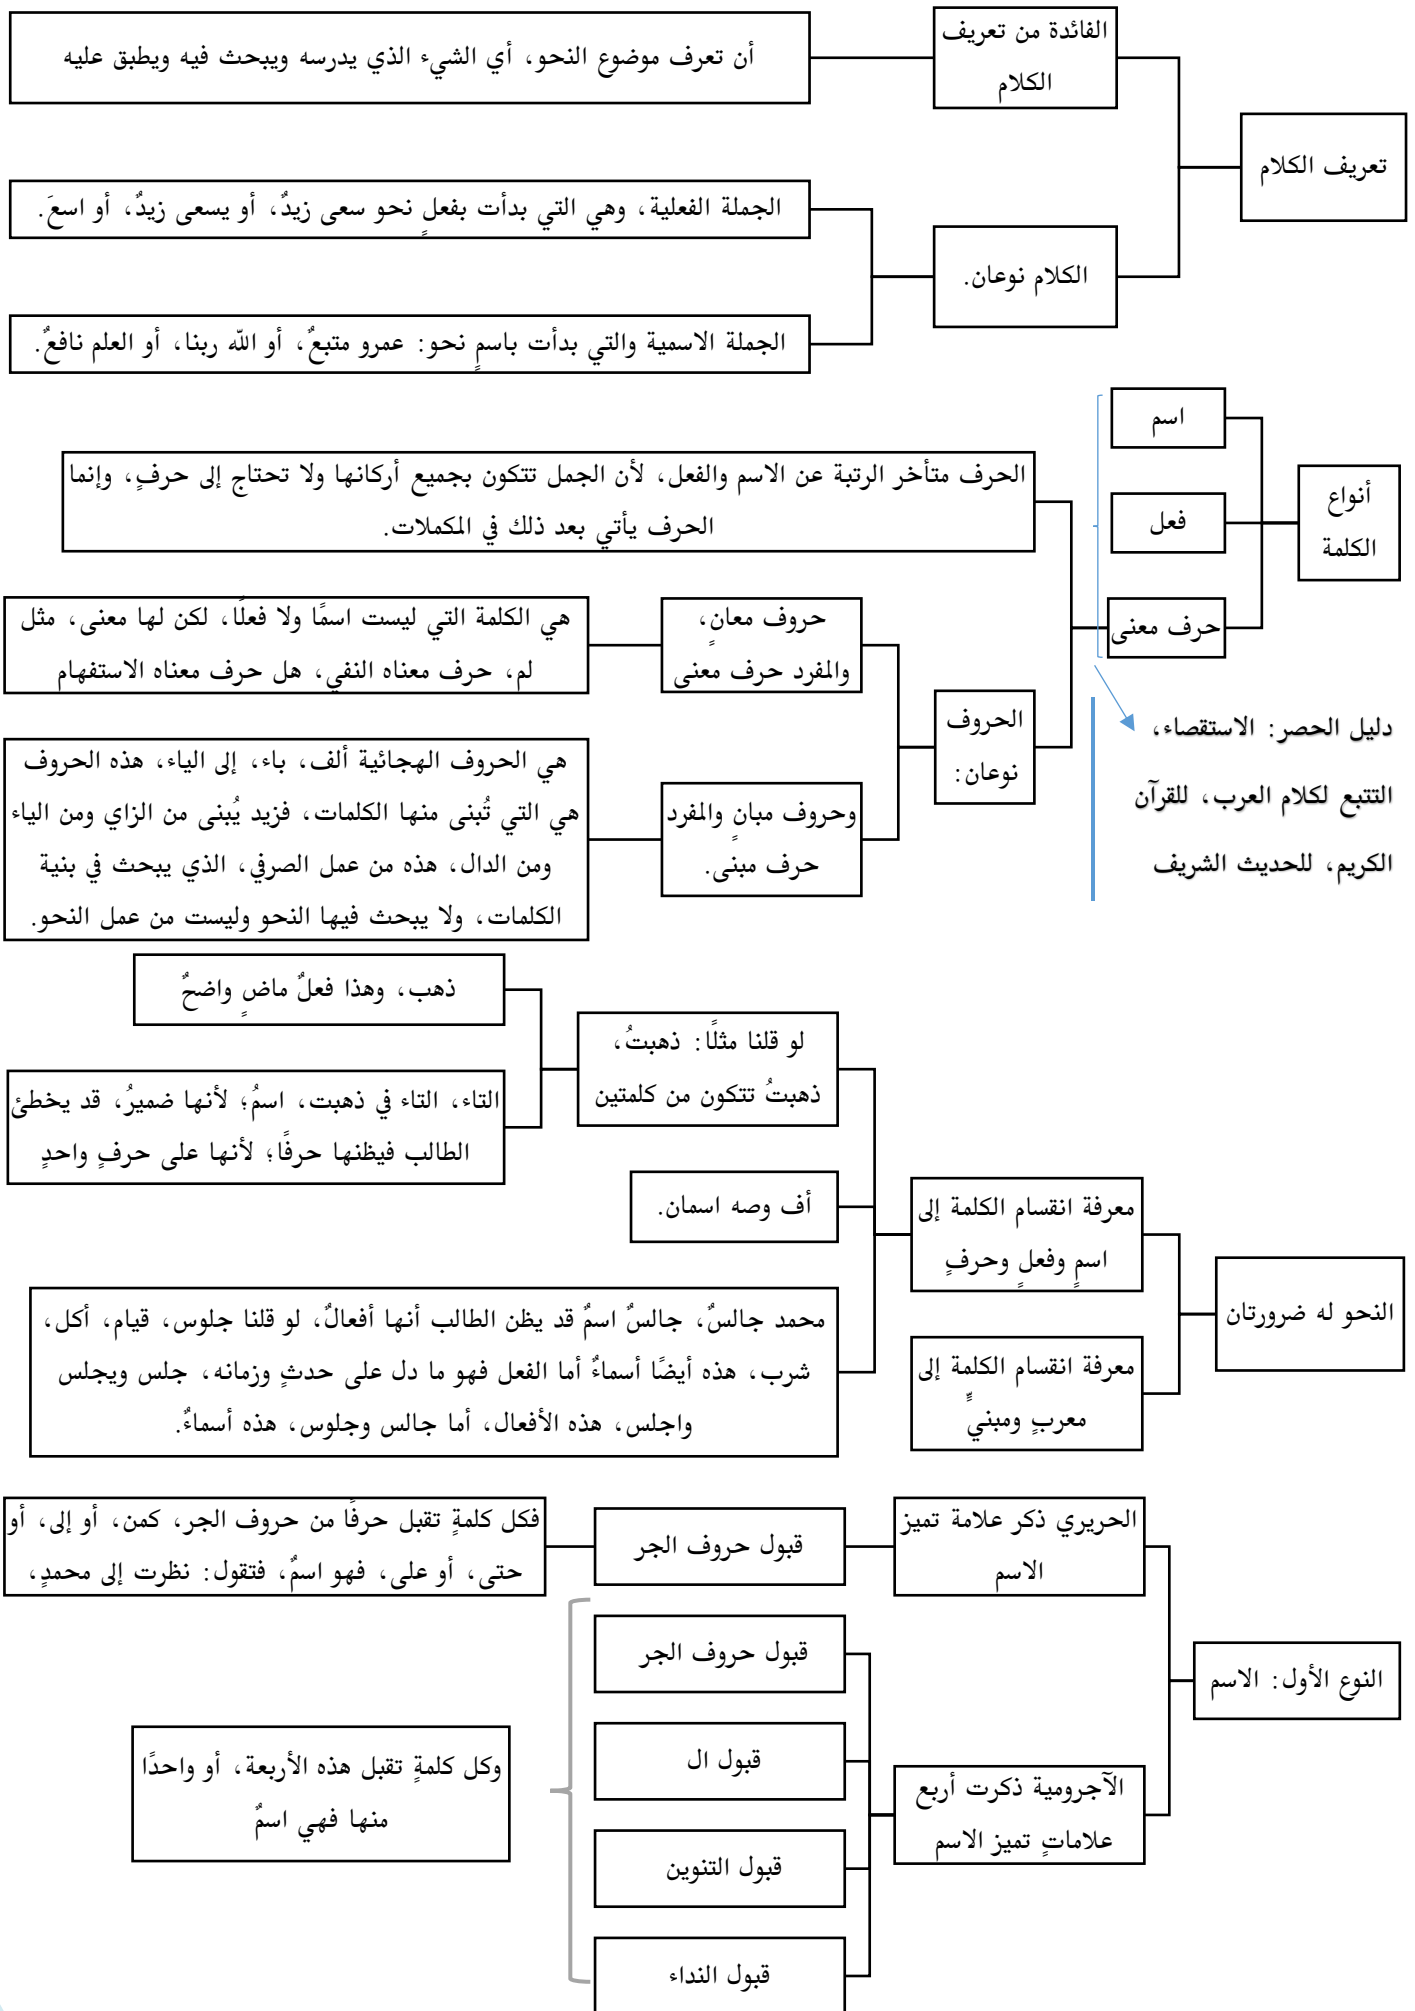 تعريف الكلام
الفائدة من تعريف
الكلام
أن تعرف موضوع النحو، أي الشيء الذي يدرسه ويبحث فيه ويطبق عليه
الكلام نوعان.
الجملة الفعلية، وهي التي بدأت بفعلٍ نحو سعى زيدٌ، أو يسعى زيدٌ، أو اسعَ.
الجملة الاسمية والتي بدأت باسمٍ نحو: عمرو متبعٌ، أو الله ربنا، أو العلم نافعٌ.
أنواع
الكلمة
اسم
فعل
حرف معنى
الحرف متأخر الرتبة عن الاسم والفعل، لأن الجمل تتكون بجميع أركانها ولا تحتاج إلى حرفٍ، وإنما
الحرف يأتي بعد ذلك في المكملات.
الحروف
نوعان:
حروف معانٍ،
والمفرد حرف معنى
هي الكلمة التي ليست اسمًا ولا فعلًا، لكن لها معنى، مثل
لم، حرف معناه النفي، هل حرف معناه الاستفهام
وحروف مبانٍ والمفرد
حرف مبنًى.
هي الحروف الهجائية ألف، باء، إلى الياء، هذه الحروف
هي التي تُبنى منها الكلمات، فزيد يُبنى من الزاي ومن الياء
ومن الدال، هذه من عمل الصرفي، الذي يبحث في بنية
الكلمات، ولا يبحث فيها النحو وليست من عمل النحو.
دليل الحصر: الاستقصاء،
التتبع لكلام العرب، للقرآن
الكريم، للحديث الشريف
النحو له ضرورتان
معرفة انقسام الكلمة إلى
اسمٍ وفعلٍ وحرفٍ
لو قلنا مثلًا: ذهبتُ،
ذهبتُ تتكون من كلمتين
ذهب، وهذا فعلٌ ماضٍ واضحٌ
التاء، التاء في ذهبت، اسمُ؛ لأنها ضميرُ، قد يخطئ
الطالب فيظنها حرفًا؛ لأنها على حرفٍ واحدٍ
أف وصه اسمان.
محمد جالسٌ، جالسٌ اسمٌ قد يظن الطالب أنها أفعالٌ، لو قلنا جلوس، قيام، أكل،
شرب، هذه أيضًا أسماءٌ أما الفعل فهو ما دل على حدثٍ وزمانه، جلس ويجلس
واجلس، هذه الأفعال، أما جالس وجلوس، هذه أسماءٌ.
معرفة انقسام الكلمة إلى
معربٍ ومبنيٍّ
النوع الأول: الاسم
الحريري ذكر علامة تميز
الاسم
قبول حروف الجر
فكل كلمةٍ تقبل حرفًا من حروف الجر، كمن، أو إلى، أو
حتى، أو على، فهو اسمٌ، فتقول: نظرت إلى محمدٍ،
الآجرومية ذكرت أربع
علاماتٍ تميز الاسم
قبول حروف الجر
قبول ال
قبول التنوين
قبول النداء
وكل كلمةٍ تقبل هذه الأربعة، أو واحدًا
منها فهي اسمٌ